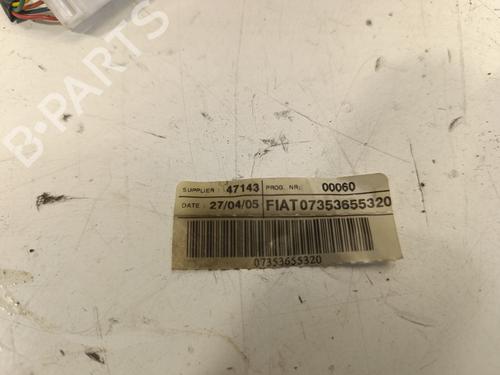 B-PARTS
SUPPLIER : 47143 PROG. NR: 00060
DATE : 27/04/05 FIAT07353655320
07353655320